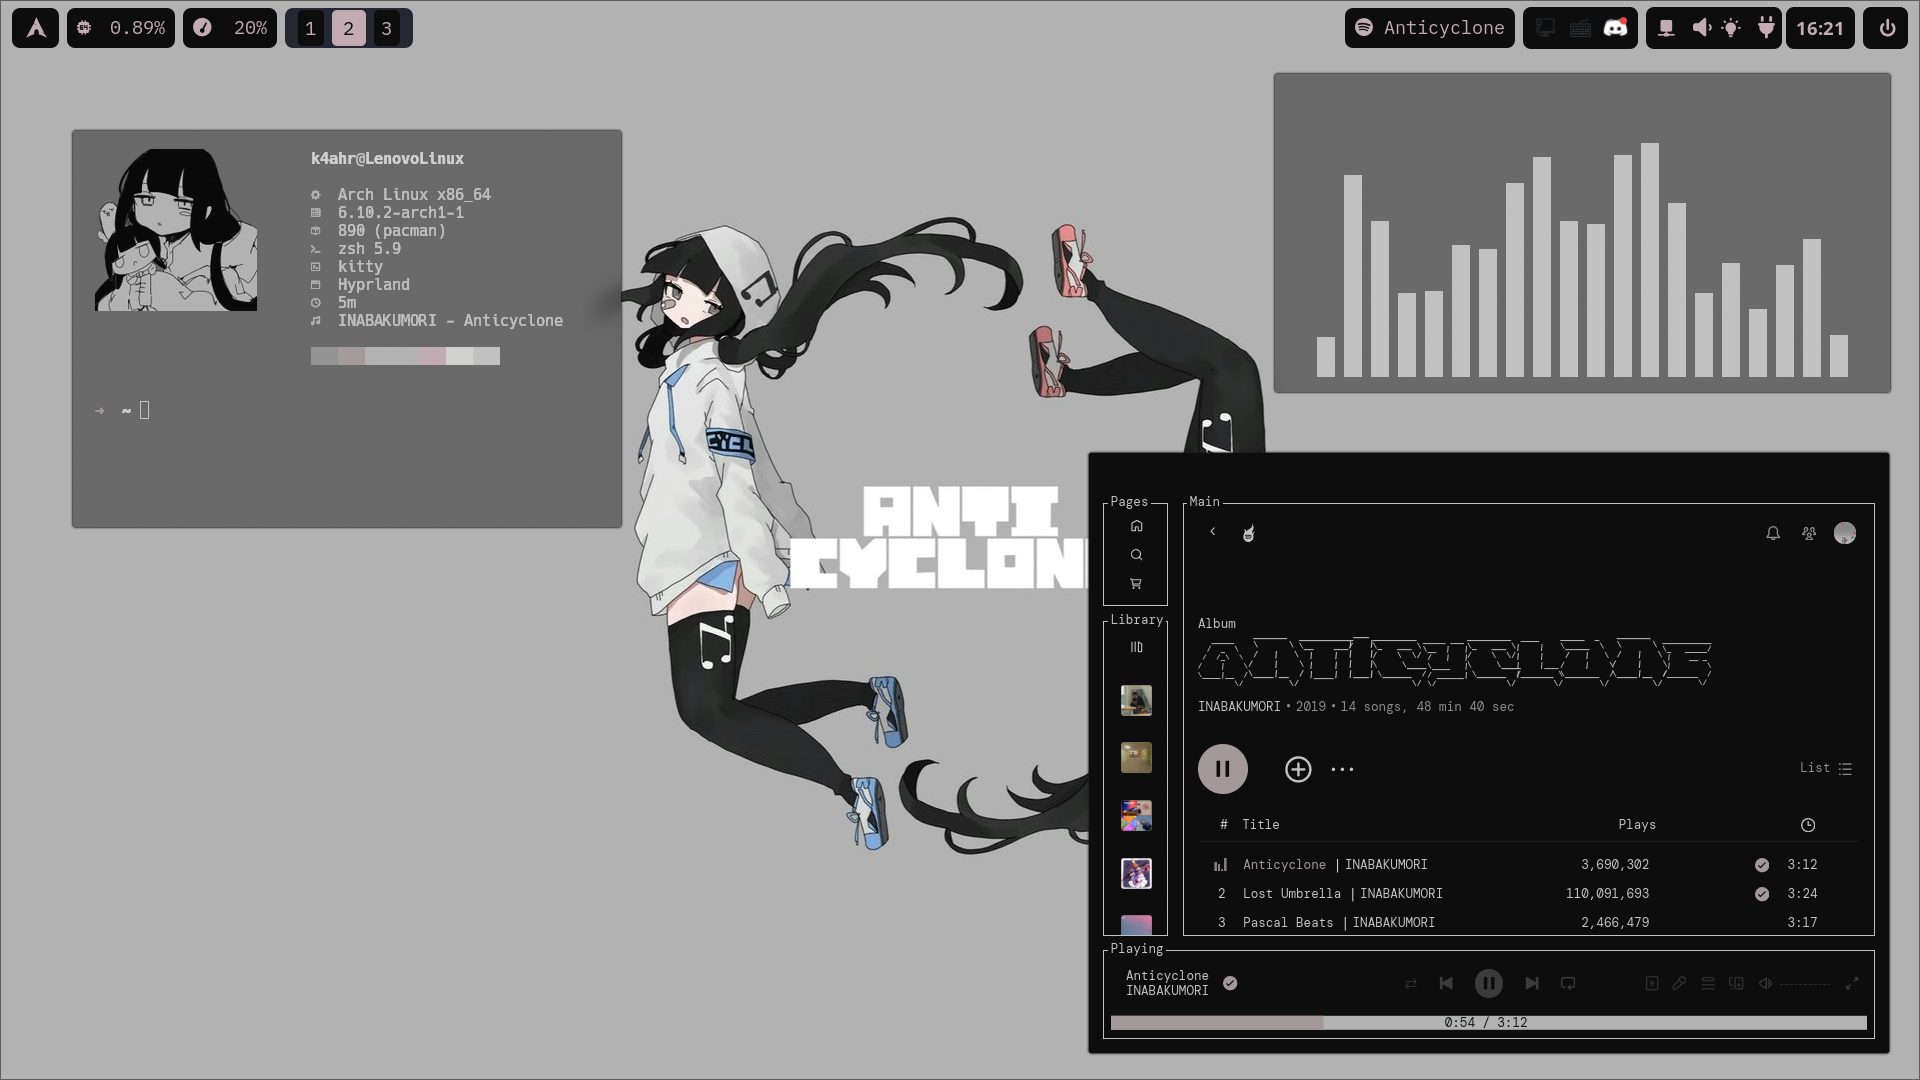 0.89%
20%
1 2 3
Anticyclone
16:21
k4ahr@LenovoLinux
Arch Linux x86_64
6.10.2-arch1-1
890 (pacman)
zsh 5.9
kitty
Hyprland
5m
INABAKUMORI - Anticyclone
~
CYCL
ANTI
CYCLON
Pages
Main
Library
Album
ANTICYCLONE
INABAKUMORI • 2019 • 14 songs, 48 min 40 sec
List
# Title Plays
Anticyclone | INABAKUMORI 3,690,302 3:12
2 Lost Umbrella | INABAKUMORI 110,091,693 3:24
3 Pascal Beats | INABAKUMORI 2,466,479 3:17
Playing
Anticyclone
INABAKUMORI
0:54 / 3:12